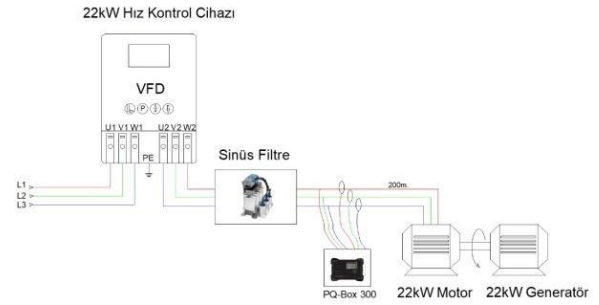 22kW Hız Kontrol Cihazı
VFD
U1 V1 W1 U2 V2 W2
PE
Sinüs Filtre
L1
L2
L3
200m.
PQ-Box 300
22kW Motor
22kW Generatör